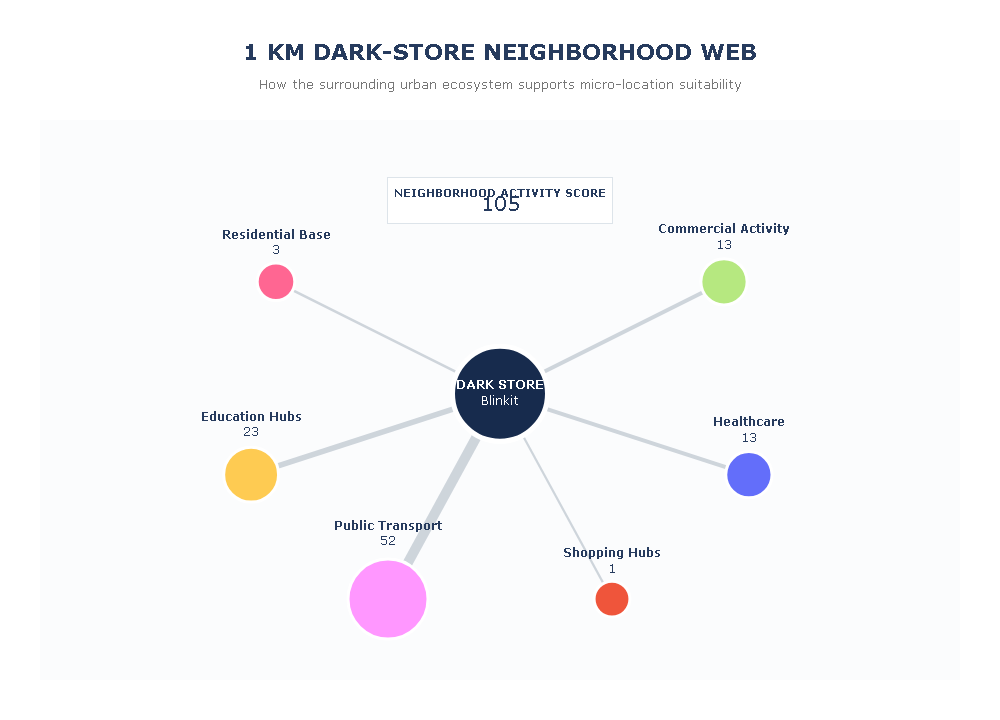 1 KM DARK-STORE NEIGHBORHOOD WEB
How the surrounding urban ecosystem supports micro-location suitability
NEIGHBORHOOD ACTIVITY SCORE
105
Residential Base
3
Commercial Activity
13
DARK STORE
Blinkit
Education Hubs
23
Healthcare
13
Public Transport
52
Shopping Hubs
1